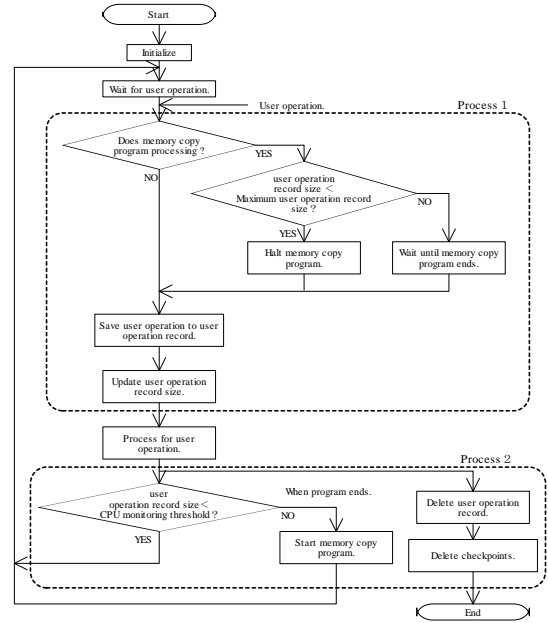 Start
Initialize
Wait for user operation.
User operation.
Process 1
Does memory copy
program processing ?
YES
NO
user operation
record size <
Maximum user operation record
size ?
YES
NO
Halt memory copy
program.
Wait until memory copy
program ends.
Save user operation to user
operation record.
Update user operation
record size.
Process for user
operation.
Process 2
user
operation record size<
CPU monitoring threshold ?
YES
NO
When program ends.
Start memory copy
program.
Delete user operation
record.
Delete checkpoints.
End